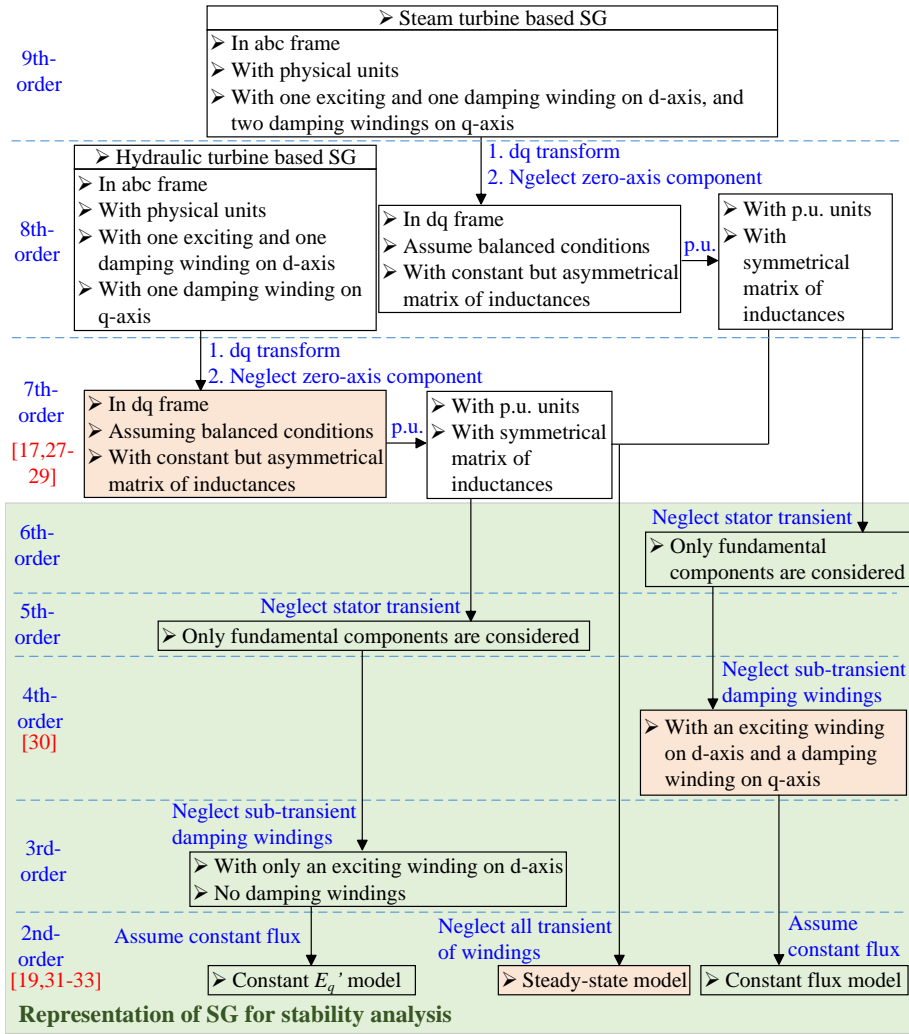 ➢ Steam turbine based SG
9th-
order
➢ In abc frame
➢ With physical units
➢ With one exciting and one damping winding on d-axis, and
two damping windings on q-axis
8th-
order
➢ Hydraulic turbine based SG
➢ In abc frame
➢ With physical units
➢ With one exciting and one
damping winding on d-axis
➢ With one damping winding on
q-axis
1. dq transform
2. Ngelect zero-axis component
➢ In dq frame
➢ Assume balanced conditions
➢ With constant but asymmetrical
matrix of inductances
p.u.
➢ With p.u. units
➢ With
symmetrical
matrix of
inductances
7th-
order
[17,27-
29]
1. dq transform
2. Neglect zero-axis component
➢ In dq frame
➢ Assuming balanced conditions
➢ With constant but asymmetrical
matrix of inductances
p.u.
➢ With p.u. units
➢ With symmetrical
matrix of
inductances
6th-
order
Neglect stator transient
➢ Only fundamental
components are considered
5th-
order
Neglect stator transient
➢ Only fundamental components are considered
4th-
order
[30]
Neglect sub-transient
damping windings
➢ With an exciting winding
on d-axis and a damping
winding on q-axis
3rd-
order
Neglect sub-transient
damping windings
➢ With only an exciting winding on d-axis
➢ No damping windings
2nd-
order
[19,31-33]
Assume constant flux
➢ Constant Eq’ model
Neglect all transient
of windings
➢ Steady-state model
Assume
constant flux
➢ Constant flux model
Representation of SG for stability analysis